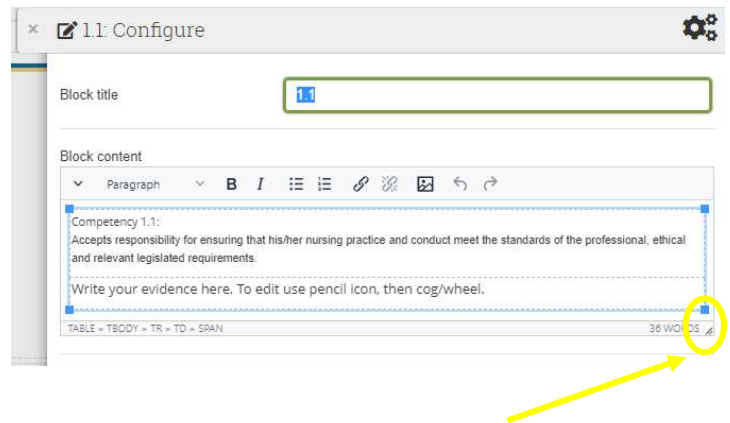 × 1.1: Configure
Block title
1.1
Block content
Paragraph B I
Competency 1.1:
Accepts responsibility for ensuring that his/her nursing practice and conduct meet the standards of the professional, ethical
and relevant legislated requirements.
Write your evidence here. To edit use pencil icon, then cog/wheel.
TABLE » TBODY » TR » TD » SPAN 36 WORDS